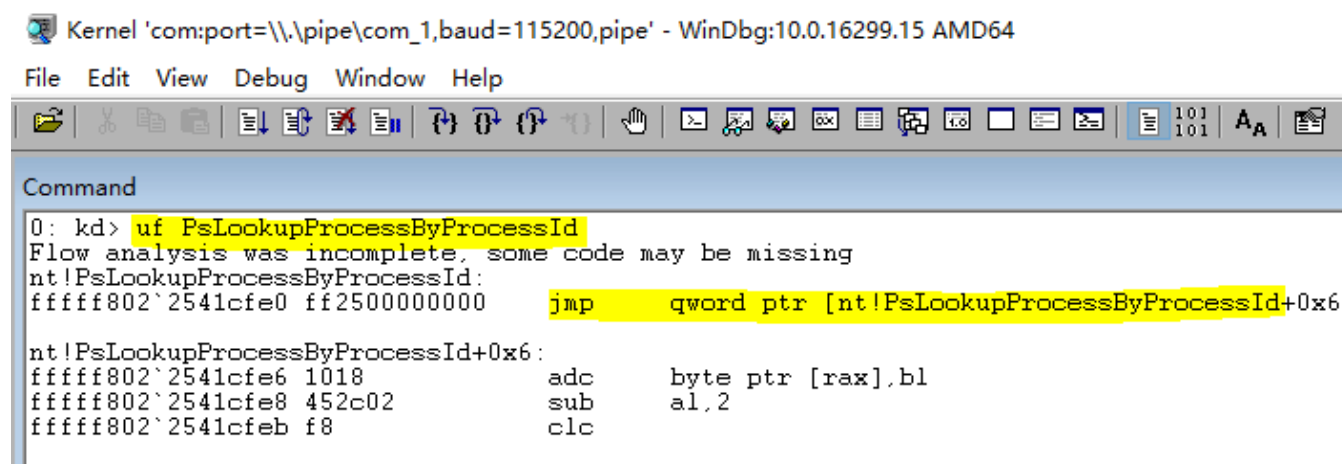 Kernel 'com:port=\\.\pipe\com_1,baud=115200,pipe' - WinDbg:10.0.16299.15 AMD64
File Edit View Debug Window Help
101
101
AA
Command
0: kd> uf PsLookupProcessByProcessId
Flow analysis was incomplete, some code may be missing
nt!PsLookupProcessByProcessId:
fffff802`2541cfe0 ff2500000000 jmp qword ptr [nt!PsLookupProcessByProcessId+0x6
nt!PsLookupProcessByProcessId+0x6:
fffff802`2541cfe6 1018 adc byte ptr [rax],bl
fffff802`2541cfe8 452c02 sub al,2
fffff802`2541cfeb f8 clc